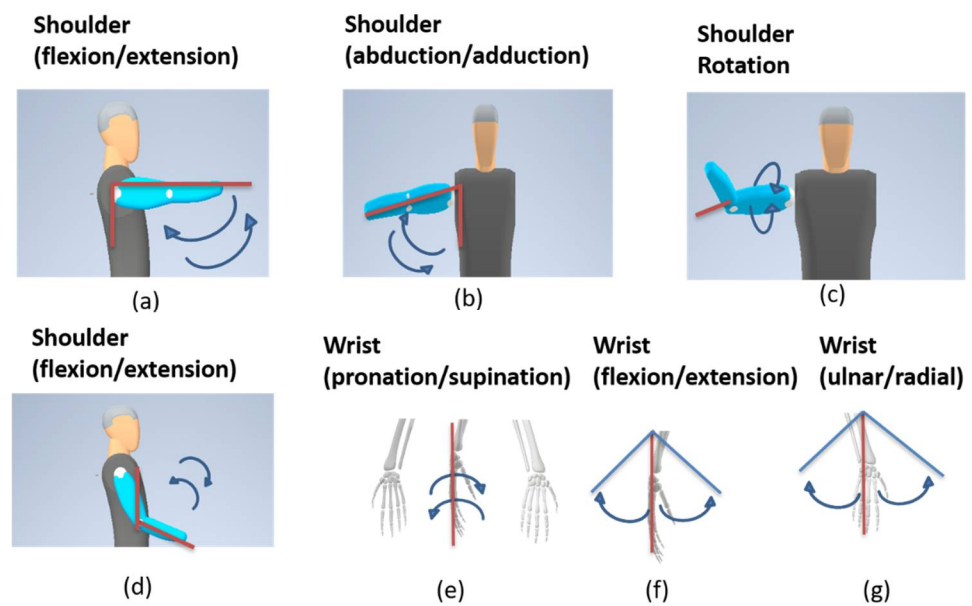 Shoulder
(flexion/extension)
Shoulder
(abduction/adduction)
Shoulder
Rotation
(a)
(b)
(c)
Shoulder
(flexion/extension)
Wrist
(pronation/supination)
Wrist
(flexion/extension)
Wrist
(ulnar/radial)
(d)
(e)
(f)
(g)